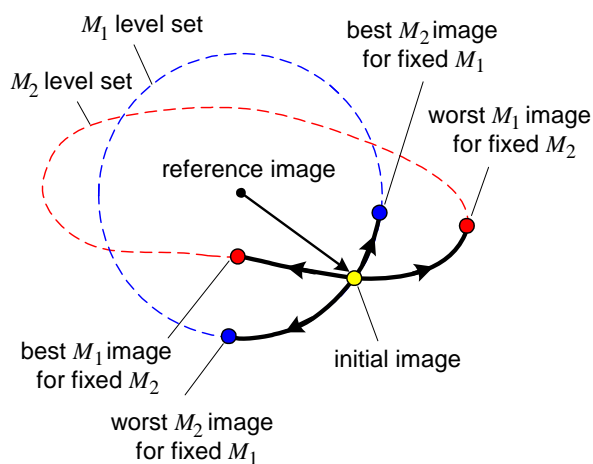 M₁ level set
M₂ level set
best M₂ image
for fixed M₁
worst M₁ image
for fixed M₂
reference image
best M₁ image
for fixed M₂
initial image
worst M₂ image
for fixed M₁